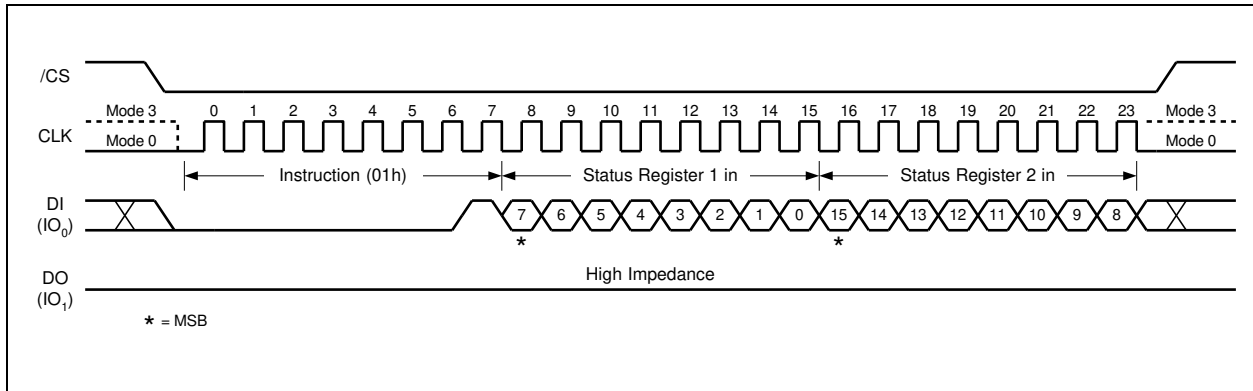 /CS
Mode 3 0 1 2 3 4 5 6 7 8 9 10 11 12 13 14 15 16 17 18 19 20 21 22 23 Mode 3
CLK
Mode 0 Mode 0
Instruction (01h) Status Register 1 in Status Register 2 in
DI
(IO0) 7 6 5 4 3 2 1 0 15 14 13 12 11 10 9 8
* *
High Impedance
DO
(IO1)
* = MSB